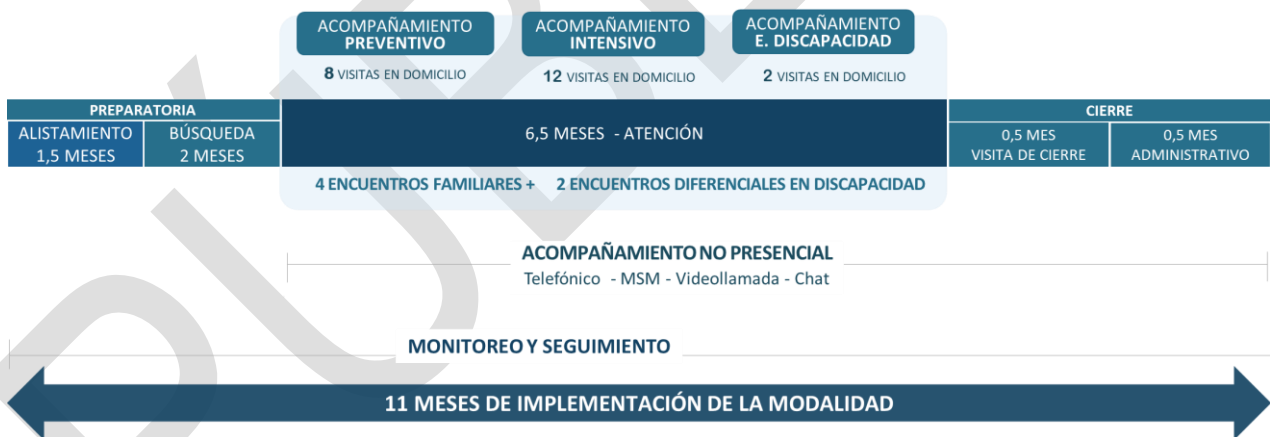 ACOMPAÑAMIENTO
PREVENTIVO
8 VISITAS EN DOMICILIO
ACOMPAÑAMIENTO
INTENSIVO
12 VISITAS EN DOMICILIO
ACOMPAÑAMIENTO
E. DISCAPACIDAD
2 VISITAS EN DOMICILIO
PREPARATORIA
ALISTAMIENTO
1,5 MESES
BÚSQUEDA
2 MESES
6,5 MESES - ATENCIÓN
CIERRE
0,5 MES
VISITA DE CIERRE
0,5 MES
ADMINISTRATIVO
4 ENCUENTROS FAMILIARES + 2 ENCUENTROS DIFERENCIALES EN DISCAPACIDAD
ACOMPAÑAMIENTO NO PRESENCIAL
Telefónico - MSM - Videollamada - Chat
MONITOREO Y SEGUIMIENTO
11 MESES DE IMPLEMENTACIÓN DE LA MODALIDAD